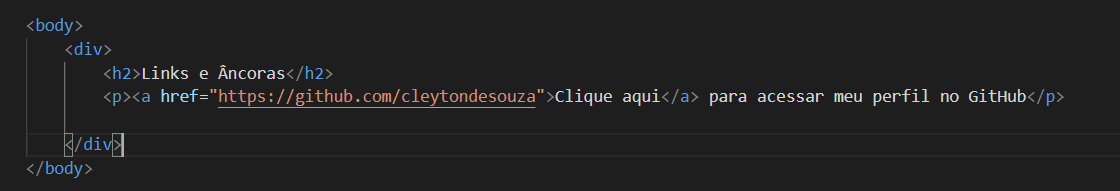 <body>
<div>
<h2>Links e Âncoras</h2>
<p><a href="https://github.com/cleytondesouza">Clique aqui</a> para acessar meu perfil no GitHub</p>
</div>
</body>